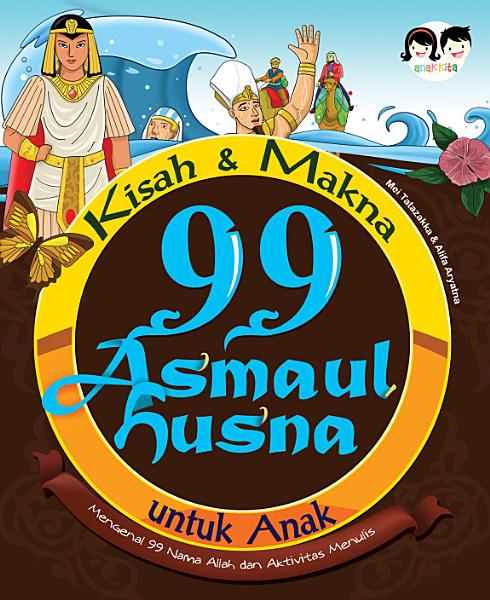 anakkita
Kisah & Makna
Mei Tatazakka & Alifa Aryatna
99
Asmaul
husna
untuk Anak
Mengenal 99 Nama Allah dan Aktivitas Menulis